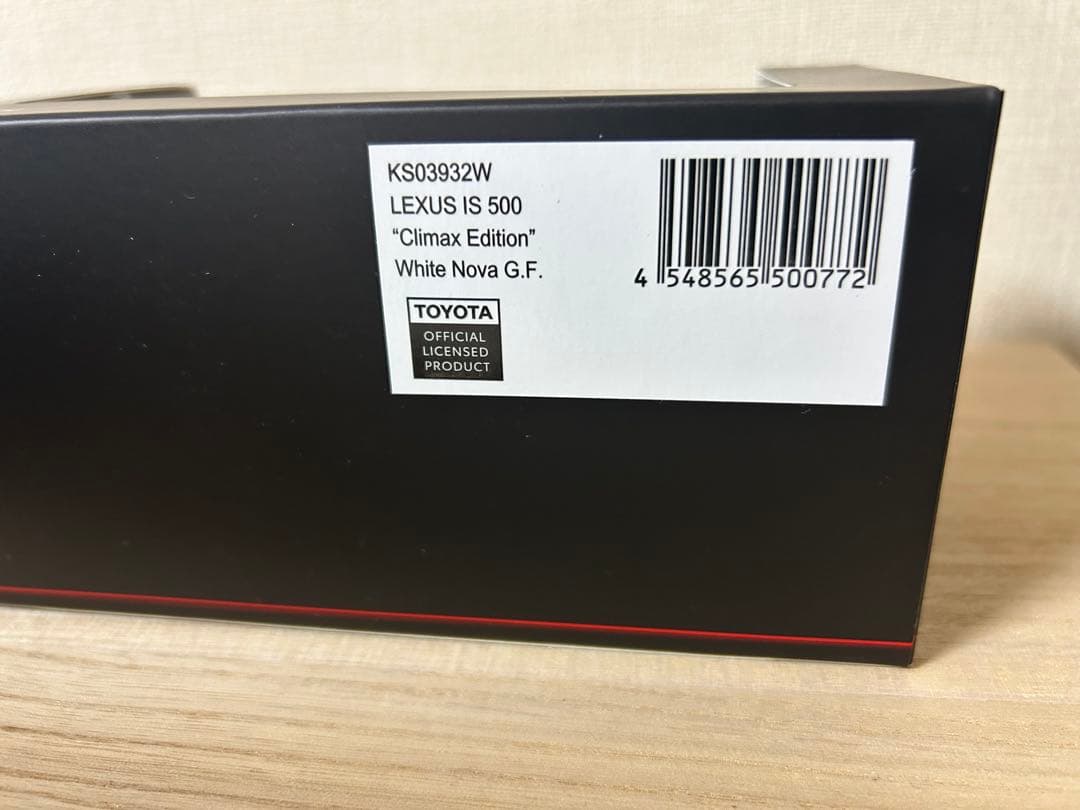 KS03932W
LEXUS IS 500
“Climax Edition”
White Nova G.F.
TOYOTA
OFFICIAL
LICENSED
PRODUCT
4 548565 500772